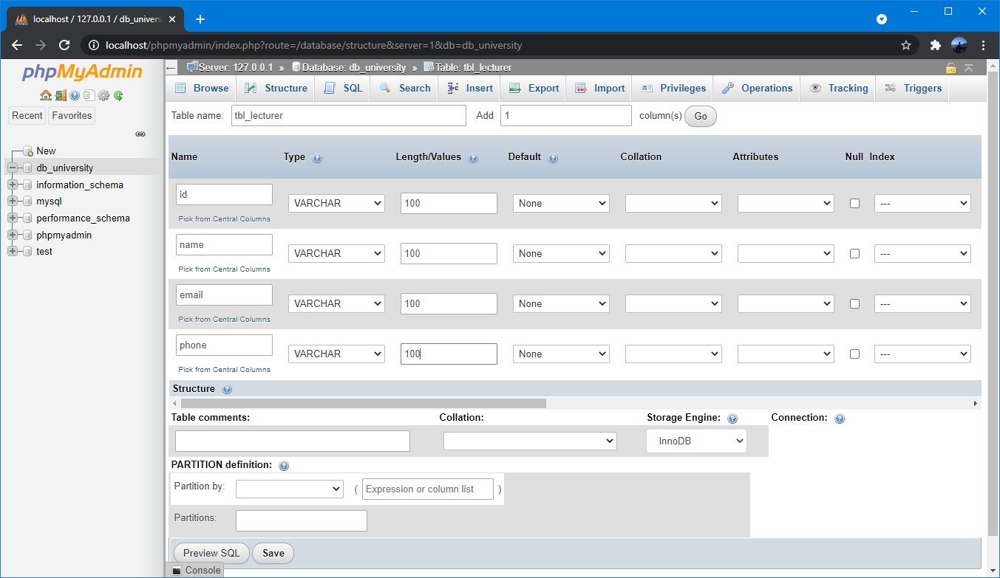 localhost / 127.0.0.1 / db_univers
localhost/phpmyadmin/index.php?route=/database/structure&server=1&db=db_university
phpMyAdmin
Recent Favorites
New
db_university
information_schema
mysql
performance_schema
phpmyadmin
test
Server: 127.0.0.1 » Database: db_university » Table: tbl_lecturer
Browse Structure SQL Search Insert Export Import Privileges Operations Tracking Triggers
Table name: tbl_lecturer Add 1 column(s) Go
Name Type Length/Values Default Collation Attributes Null Index
id VARCHAR 100 None ---
Pick from Central Columns
name VARCHAR 100 None ---
Pick from Central Columns
email VARCHAR 100 None ---
Pick from Central Columns
phone VARCHAR 100 None ---
Pick from Central Columns
Structure
Table comments: Collation: Storage Engine: Connection:
InnoDB
PARTITION definition:
Partition by: ( Expression or column list )
Partitions:
Preview SQL Save
Console